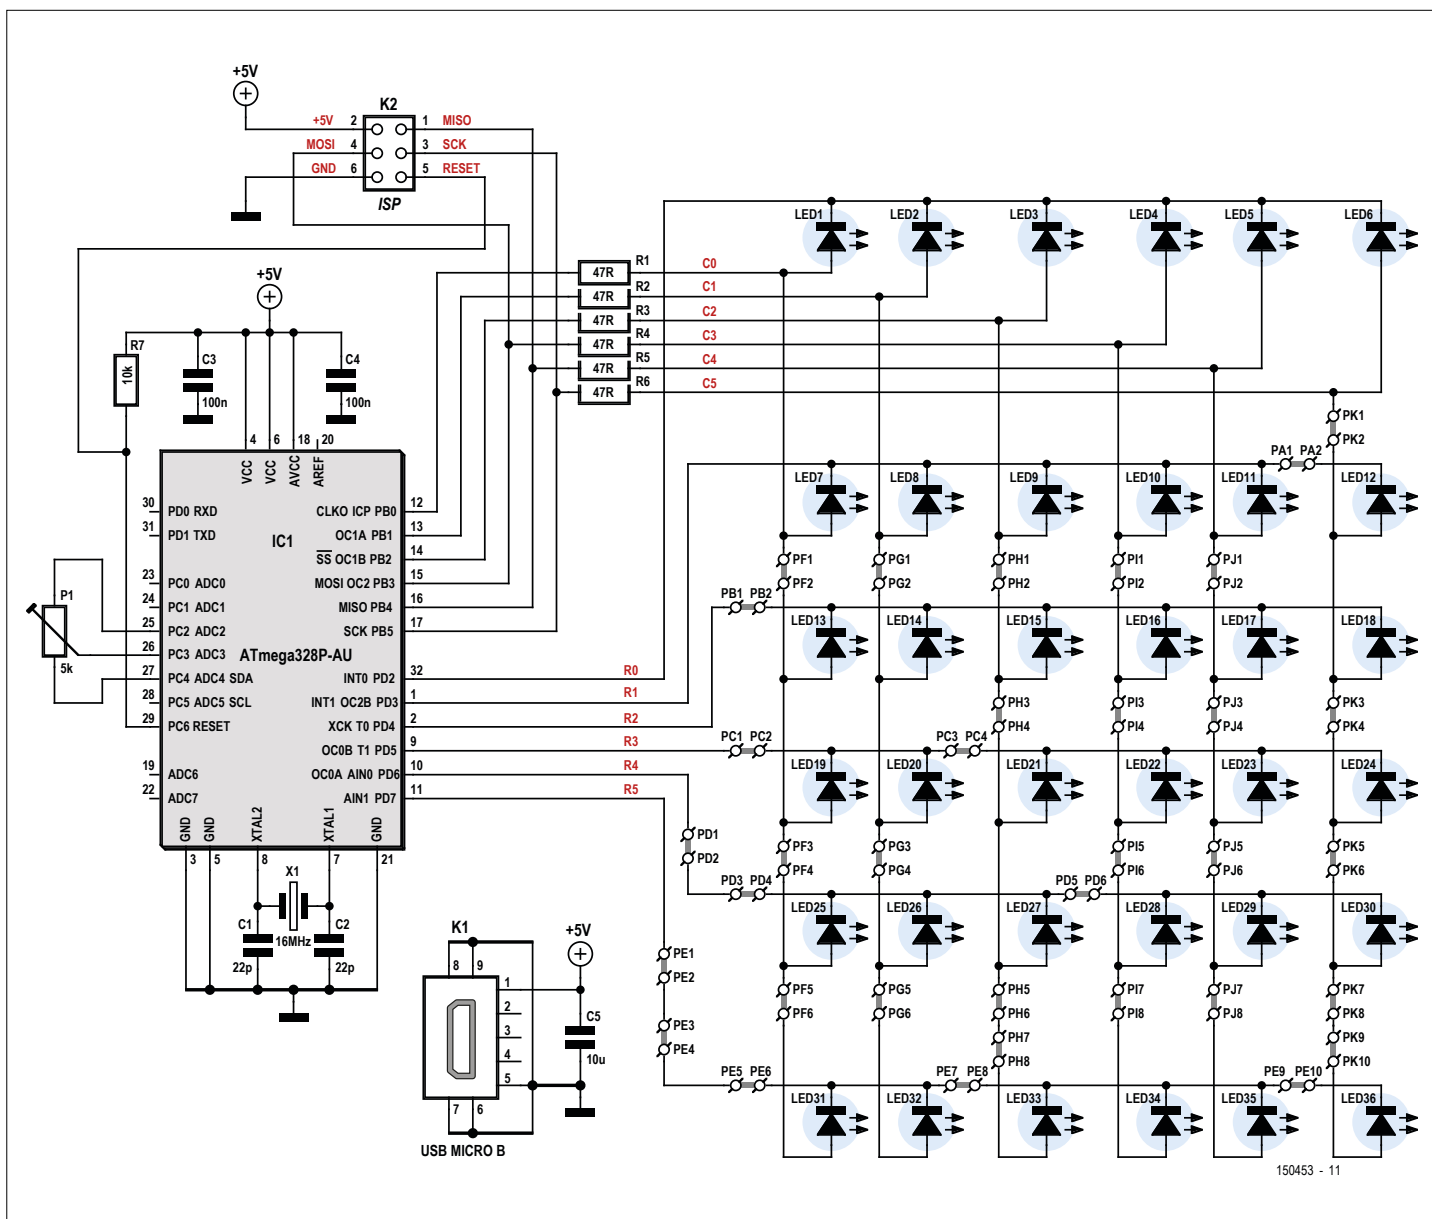 +5V
K2
+5V 2 1 MISO
MOSI 4 3 SCK
GND 6 5 RESET
ISP
LED1 LED2 LED3 LED4 LED5 LED6
47R R1 C0
47R R2 C1
47R R3 C2
47R R4 C3
47R R5 C4
47R R6 C5
+5V
R7 10k
C3 100n
C4 100n
PK1
PK2
PA1 PA2
4 6 18 20
VCC VCC AVCC AREF
IC1
ATmega328P-AU
30 PD0 RXD
31 PD1 TXD
23 PC0 ADC0
24 PC1 ADC1
25 PC2 ADC2
26 PC3 ADC3
27 PC4 ADC4 SDA
28 PC5 ADC5 SCL
29 PC6 RESET
19 ADC6
22 ADC7
CLKO ICP PB0 12
OC1A PB1 13
SS OC1B PB2 14
MOSI OC2 PB3 15
MISO PB4 16
SCK PB5 17
INT0 PD2 32 R0
INT1 OC2B PD3 1 R1
XCK T0 PD4 2 R2
OC0B T1 PD5 9 R3
OC0A AIN0 PD6 10 R4
AIN1 PD7 11 R5
GND GND XTAL2 XTAL1 GND
3 5 8 7 21
P1
5k
X1
16MHz
C1 22p
C2 22p
LED7 LED8 LED9 LED10 LED11 LED12
PF1 PG1 PH1 PI1 PJ1
PF2 PG2 PH2 PI2 PJ2
PB1 PB2
LED13 LED14 LED15 LED16 LED17 LED18
PH3 PI3 PJ3 PK3
PH4 PI4 PJ4 PK4
PC1 PC2 PC3 PC4
LED19 LED20 LED21 LED22 LED23 LED24
PD1
PD2
PF3 PG3 PI5 PJ5 PK5
PF4 PG4 PI6 PJ6 PK6
PD3 PD4 PD5 PD6
LED25 LED26 LED27 LED28 LED29 LED30
PE1
PE2
PE3
PE4
PF5 PG5 PH5 PI7 PJ7 PK7
PF6 PG6 PH6 PI8 PJ8 PK8
PH7 PK9
PH8 PK10
PE5 PE6 PE7 PE8 PE9 PE10
LED31 LED32 LED33 LED34 LED35 LED36
K1
+5V
8 9
1
2
3
4
5
7 6
C5
10u
USB MICRO B
150453 - 11